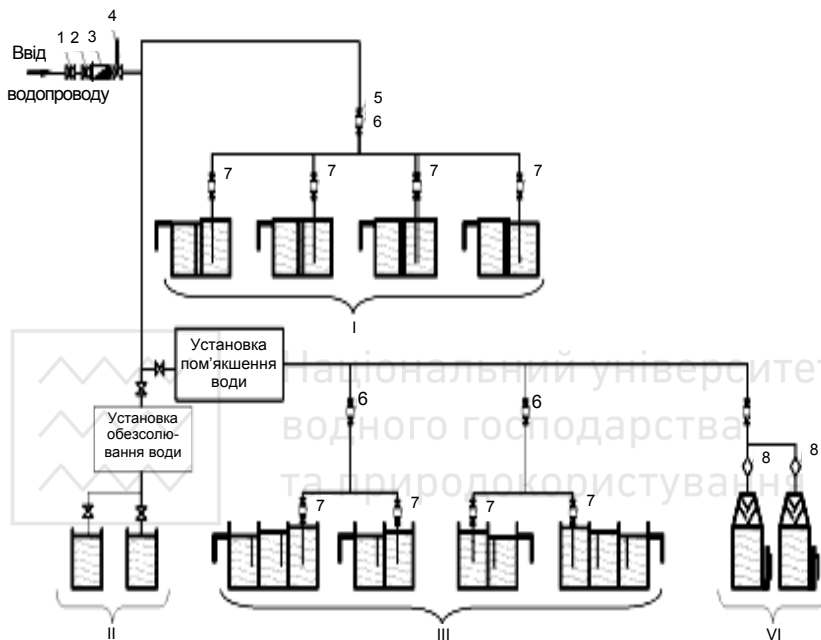 4
1 2 3
Ввід
водопроводу
5
6
7 7 7 7
I
Установка
пом’якшення
води
Національний університет
водного господарства
та природокористування
Установка
обезсолю-
вання води
6 6
8 8
7 7 7 7
II III VI